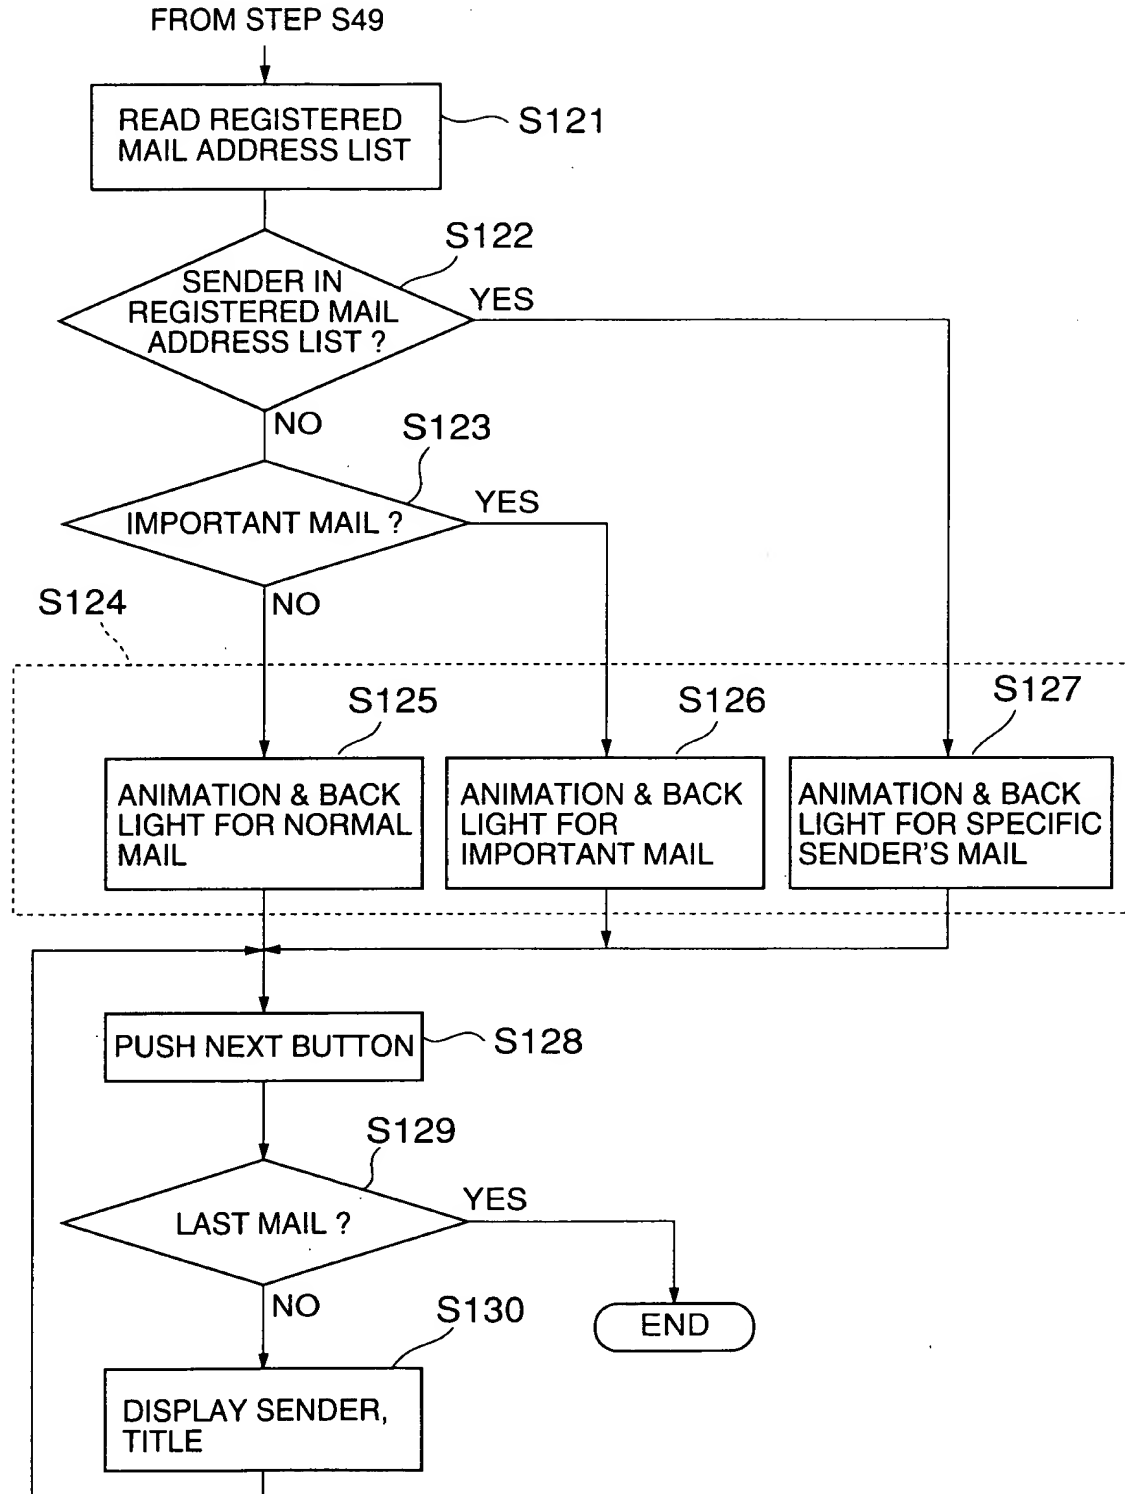 FROM STEP S49
READ REGISTERED
MAIL ADDRESS LIST
S121
S122
SENDER IN
REGISTERED MAIL
ADDRESS LIST ?
YES
NO
S123
IMPORTANT MAIL ?
YES
NO
S124
S125
S126
S127
ANIMATION & BACK
LIGHT FOR NORMAL
MAIL
ANIMATION & BACK
LIGHT FOR
IMPORTANT MAIL
ANIMATION & BACK
LIGHT FOR SPECIFIC
SENDER'S MAIL
PUSH NEXT BUTTON
S128
S129
LAST MAIL ?
YES
NO
END
S130
DISPLAY SENDER,
TITLE